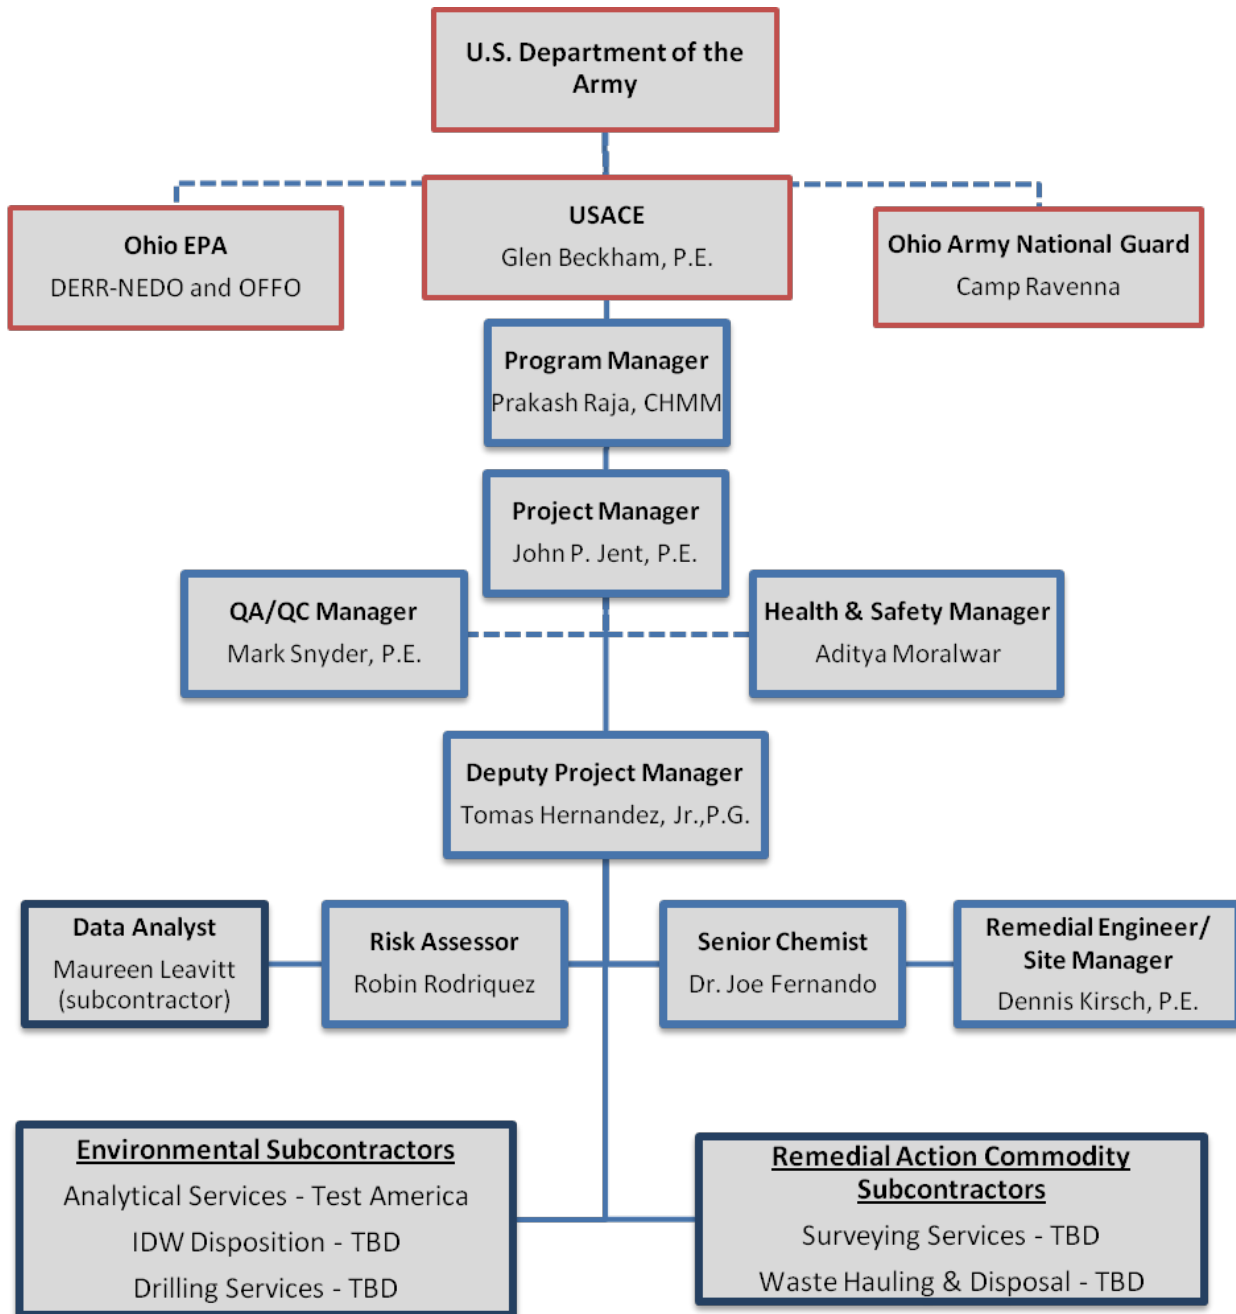 U.S. Department of the
Army
USACE
Glen Beckham, P.E.
Ohio EPA
DERR-NEDO and OFFO
Ohio Army National Guard
Camp Ravenna
Program Manager
Prakash Raja, CHMM
Project Manager
John P. Jent, P.E.
QA/QC Manager
Mark Snyder, P.E.
Health & Safety Manager
Aditya Moralwar
Deputy Project Manager
Tomas Hernandez, Jr.,P.G.
Data Analyst
Maureen Leavitt
(subcontractor)
Risk Assessor
Robin Rodriquez
Senior Chemist
Dr. Joe Fernando
Remedial Engineer/
Site Manager
Dennis Kirsch, P.E.
Environmental Subcontractors
Analytical Services - Test America
IDW Disposition - TBD
Drilling Services - TBD
Remedial Action Commodity
Subcontractors
Surveying Services - TBD
Waste Hauling & Disposal - TBD